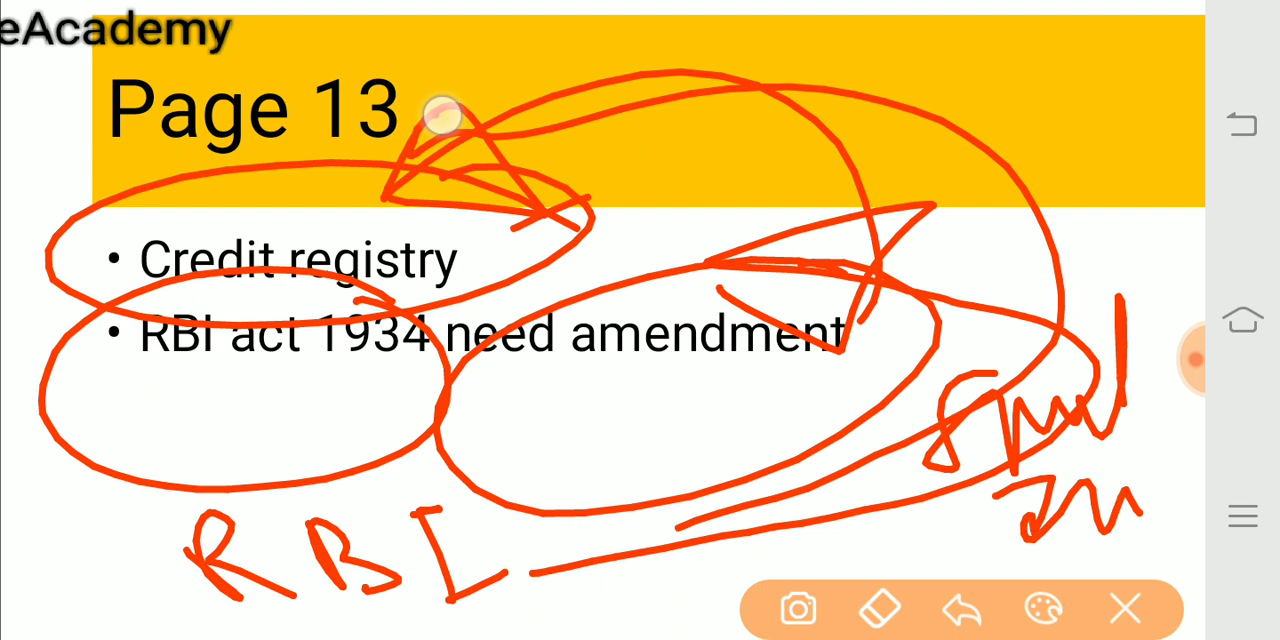 eAcademy
Page 13
• Credit registry
• RBI act 1934 need amendment
RBI